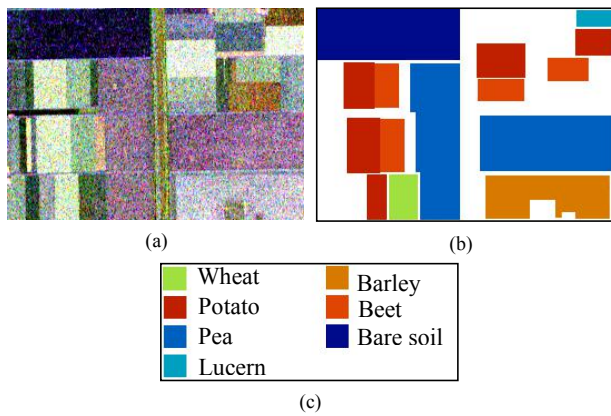 (a)
(b)
Wheat
Barley
Potato
Beet
Pea
Bare soil
Lucern
(c)